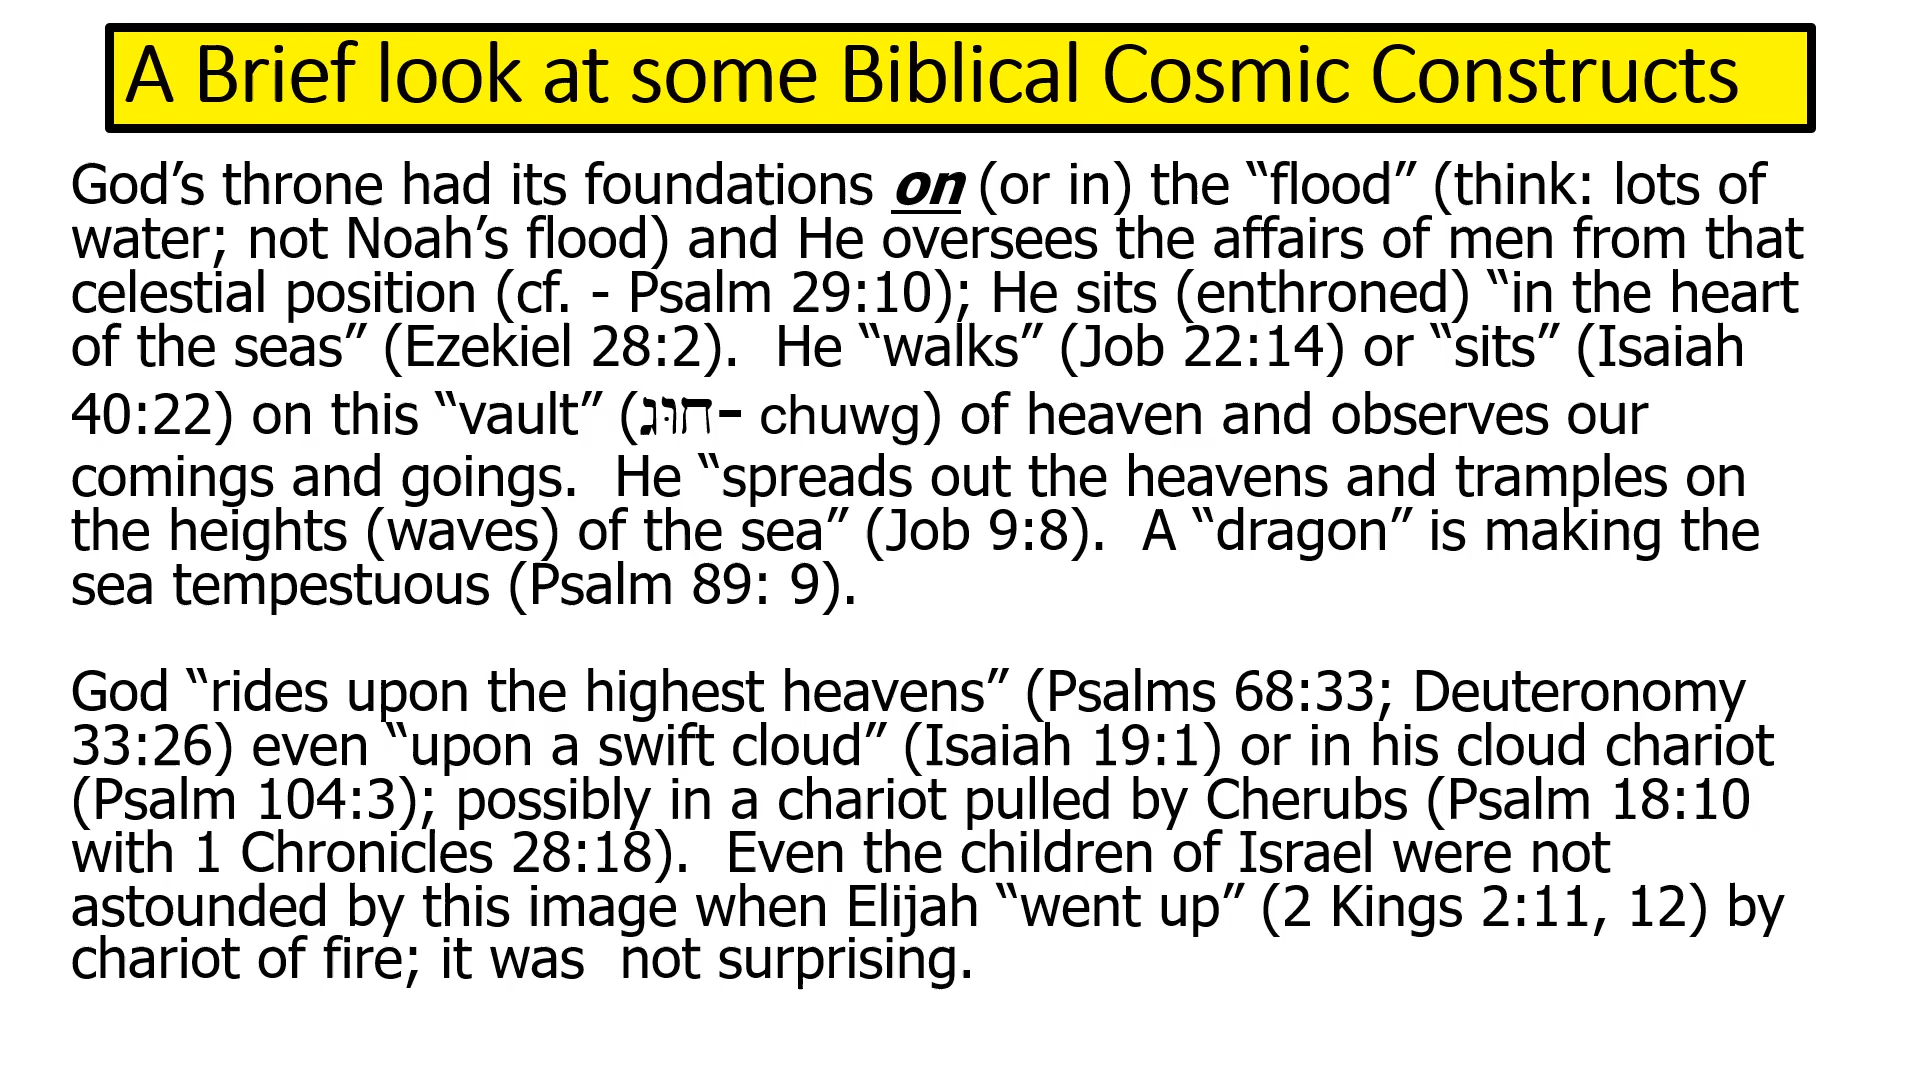 A Brief look at some Biblical Cosmic Constructs
God’s throne had its foundations on (or in) the “flood” (think: lots of
water; not Noah’s flood) and He oversees the affairs of men from that
celestial position (cf. - Psalm 29:10); He sits (enthroned) “in the heart
of the seas” (Ezekiel 28:2).  He “walks” (Job 22:14) or “sits” (Isaiah
40:22) on this “vault” (חוּג- chuwg) of heaven and observes our
comings and goings.  He “spreads out the heavens and tramples on
the heights (waves) of the sea” (Job 9:8).  A “dragon” is making the
sea tempestuous (Psalm 89: 9).
God “rides upon the highest heavens” (Psalms 68:33; Deuteronomy
33:26) even “upon a swift cloud” (Isaiah 19:1) or in his cloud chariot
(Psalm 104:3); possibly in a chariot pulled by Cherubs (Psalm 18:10
with 1 Chronicles 28:18).  Even the children of Israel were not
astounded by this image when Elijah “went up” (2 Kings 2:11, 12) by
chariot of fire; it was  not surprising.